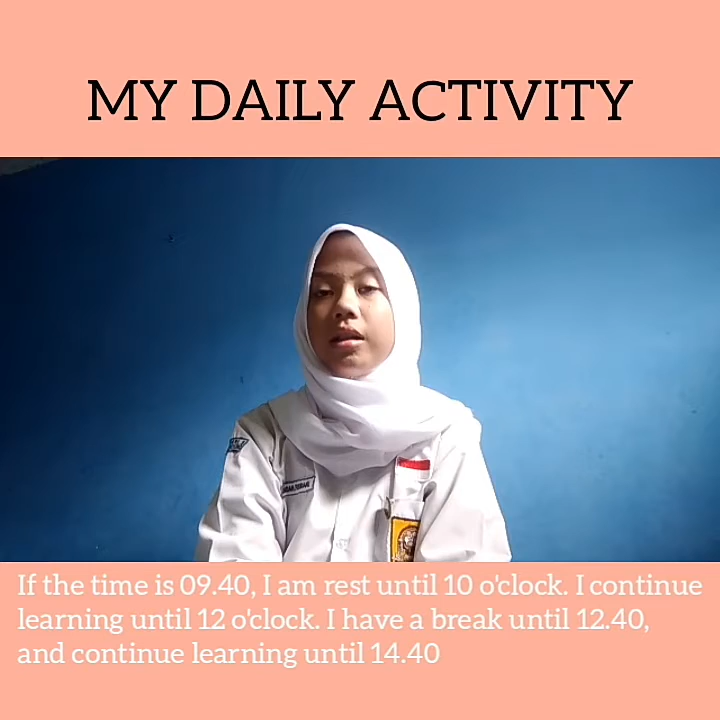 MY DAILY ACTIVITY
If the time is 09.40, I am rest until 10 o'clock. I continue
learning until 12 o'clock. I have a break until 12.40,
and continue learning until 14.40